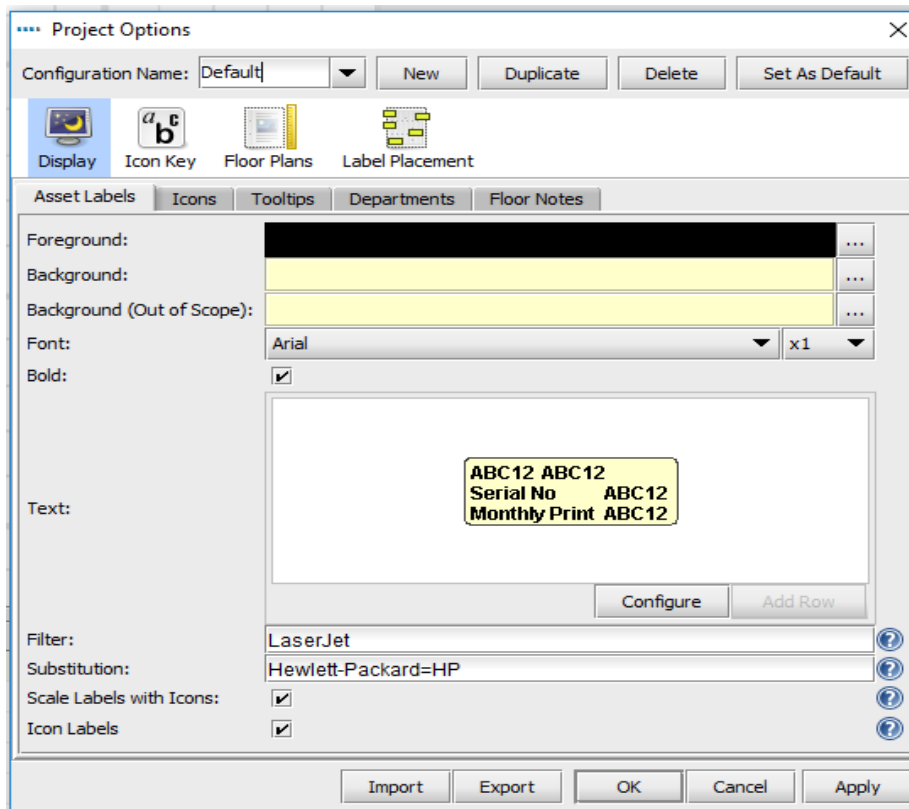 Project Options
Configuration Name: Default New Duplicate Delete Set As Default
a b c
Display Icon Key Floor Plans Label Placement
Asset Labels Icons Tooltips Departments Floor Notes
Foreground: ...
Background: ...
Background (Out of Scope): ...
Font: Arial x1
Bold:
ABC12 ABC12
Serial No ABC12
Text:
Monthly Print ABC12
Configure Add Row
Filter: LaserJet ?
Substitution: Hewlett-Packard=HP ?
Scale Labels with Icons: ?
Icon Labels ?
Import Export OK Cancel Apply